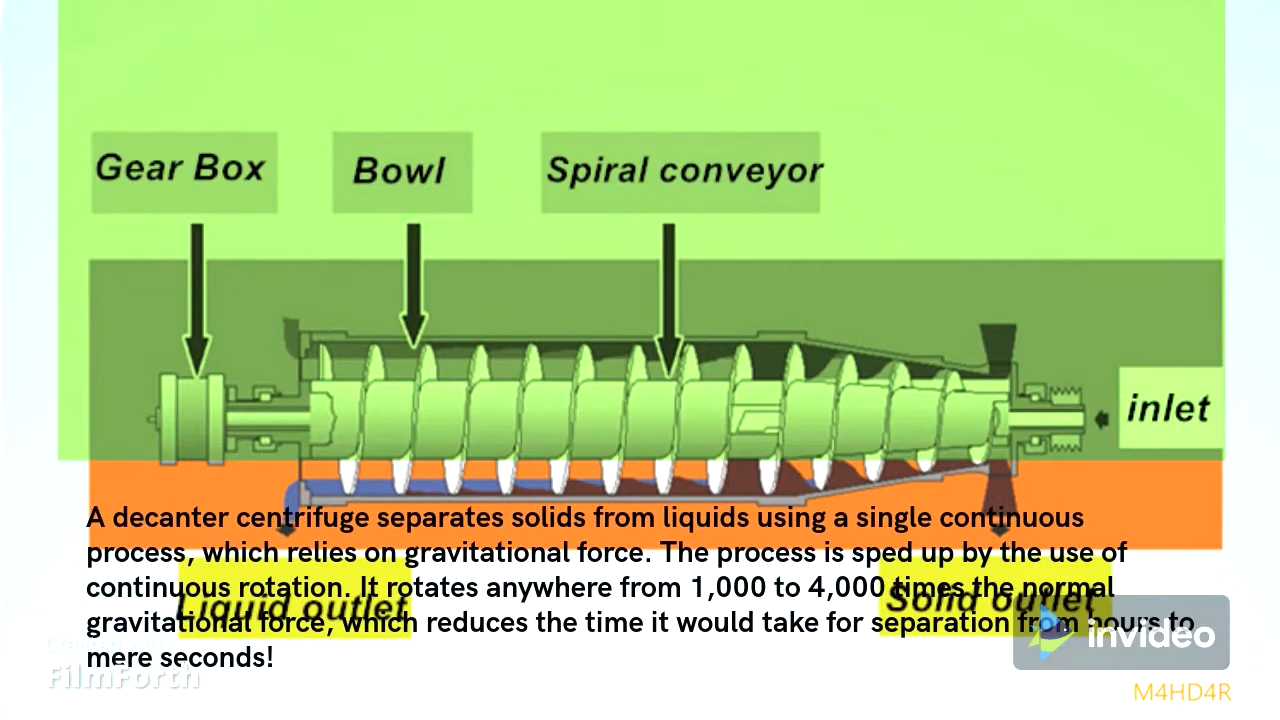 Gear Box
Bowl
Spiral conveyor
inlet
A decanter centrifuge separates solids from liquids using a single continuous
process, which relies on gravitational force. The process is sped up by the use of
continuous rotation. It rotates anywhere from 1,000 to 4,000 times the normal
gravitational force, which reduces the time it would take for separation from hours to
mere seconds!
Liquid outlet
Solid outlet
invideo
FilmForth
M4HD4R